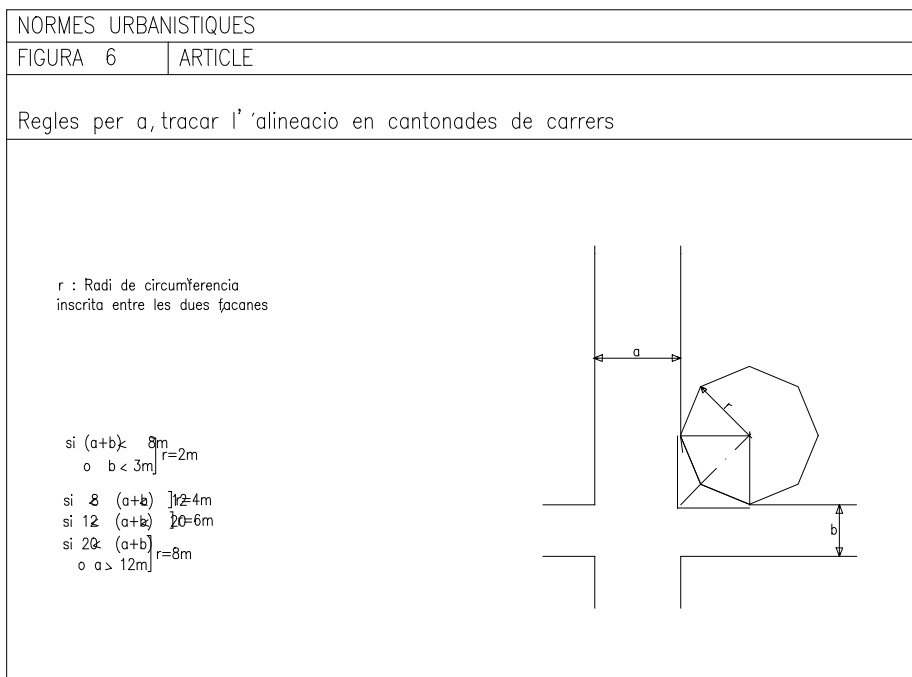 NORMES URBANISTIQUES
FIGURA 6 ARTICLE
Regles per a, tracar l' ´alineacio en cantonades de carrers
r : Radi de circumferencia
inscrita entre les dues façanes
a
r
b
si (a+b)< 8m
o b < 3m r=2m
si 8< (a+b)< 12 r=4m
si 12< (a+b)< 20 r=6m
si 20< (a+b)
o a > 12m r=8m